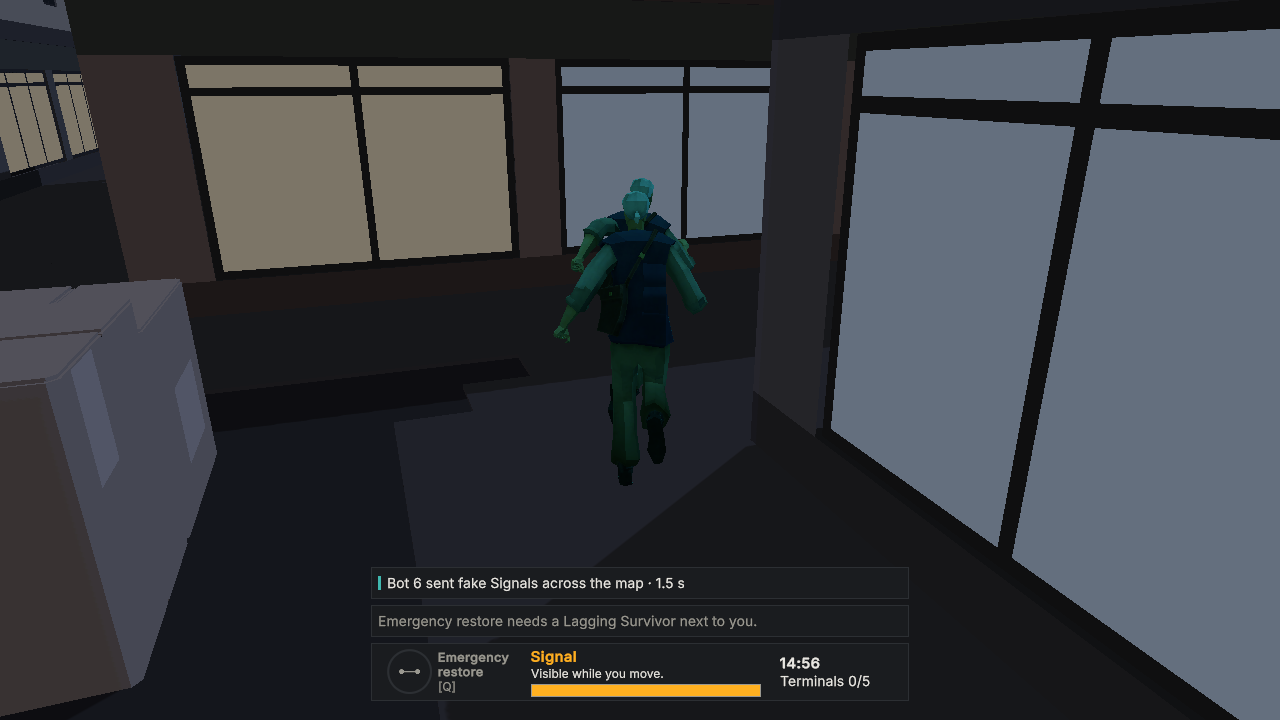 Bot 6 sent fake Signals across the map · 1.5 s
Emergency restore needs a Lagging Survivor next to you.
Emergency
restore
[Q]
Signal
Visible while you move.
14:56
Terminals 0/5